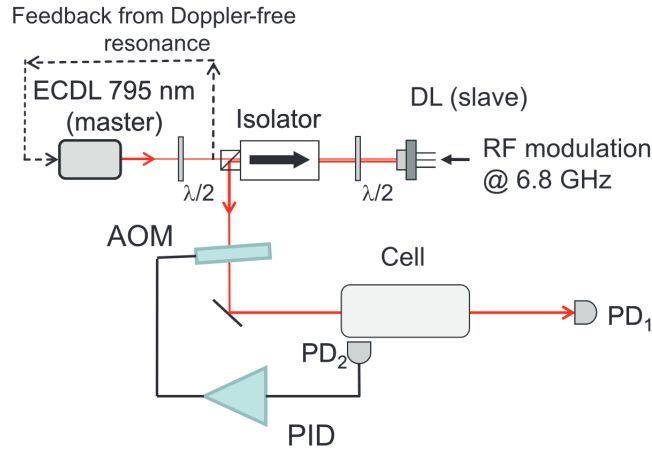 Feedback from Doppler-free
resonance
ECDL 795 nm
(master)
Isolator
DL (slave)
RF modulation
@ 6.8 GHz
λ/2
λ/2
AOM
Cell
PD₁
PD₂
PID